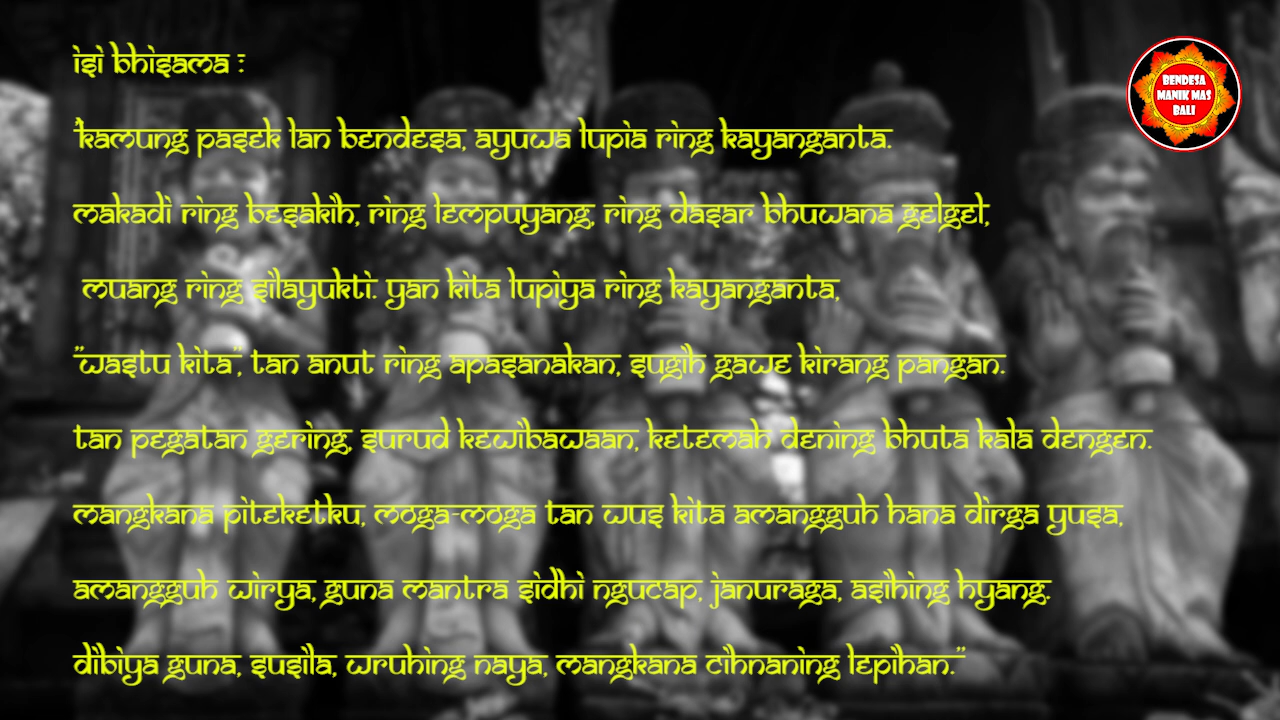 isi bhisama :
"kamung pasek lan bendesa, ayuwa lupia ring kayanganta.
makadi ring besakih, ring lempuyang, ring dasar bhuwana gelgel,
muang ring silayukti. yan kita lupiya ring kayanganta,
"wastu kita", tan anut ring apasanakan, sugih gawe kirang pangan.
tan pegatan gering, surud kewibawaan, ketemah dening bhuta kala dengen.
mangkana piteketku, moga-moga tan wus kita amangguh hana dirga yusa,
amangguh wirya, guna mantra sidhi ngucap, januraga, asihing hyang.
dibiya guna, susila, wruhing naya, mangkana cihnaning lepihan."
BENDESA
MANIK MAS
BALI